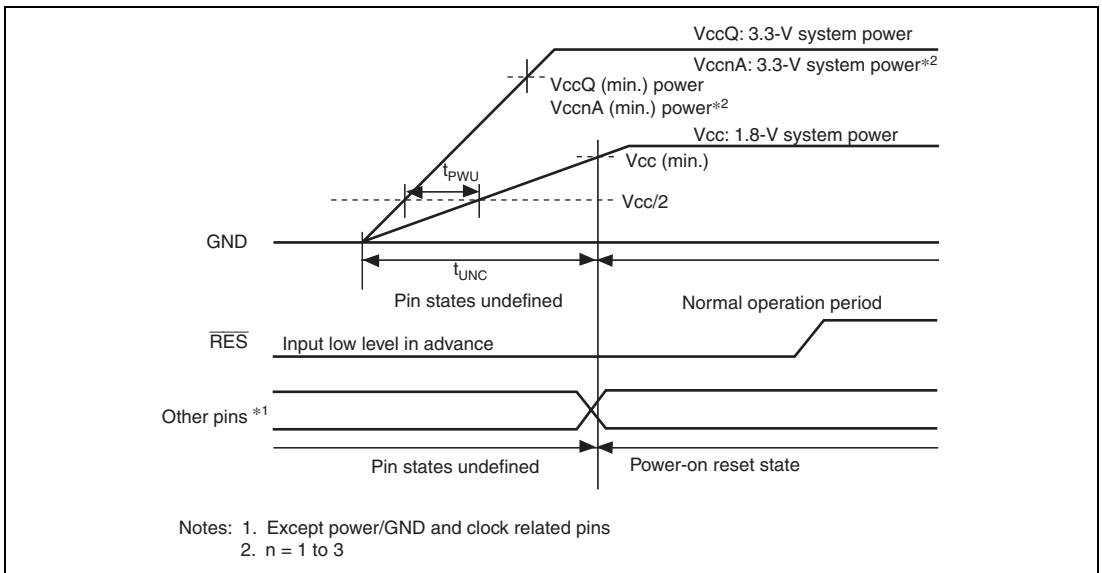 VccQ: 3.3-V system power
VccnA: 3.3-V system power*2
VccQ (min.) power
VccnA (min.) power*2
Vcc: 1.8-V system power
Vcc (min.)
tPWU
Vcc/2
GND
tUNC
Pin states undefined
Normal operation period
RES
Input low level in advance
Other pins *1
Pin states undefined
Power-on reset state
Notes: 1. Except power/GND and clock related pins
2. n = 1 to 3